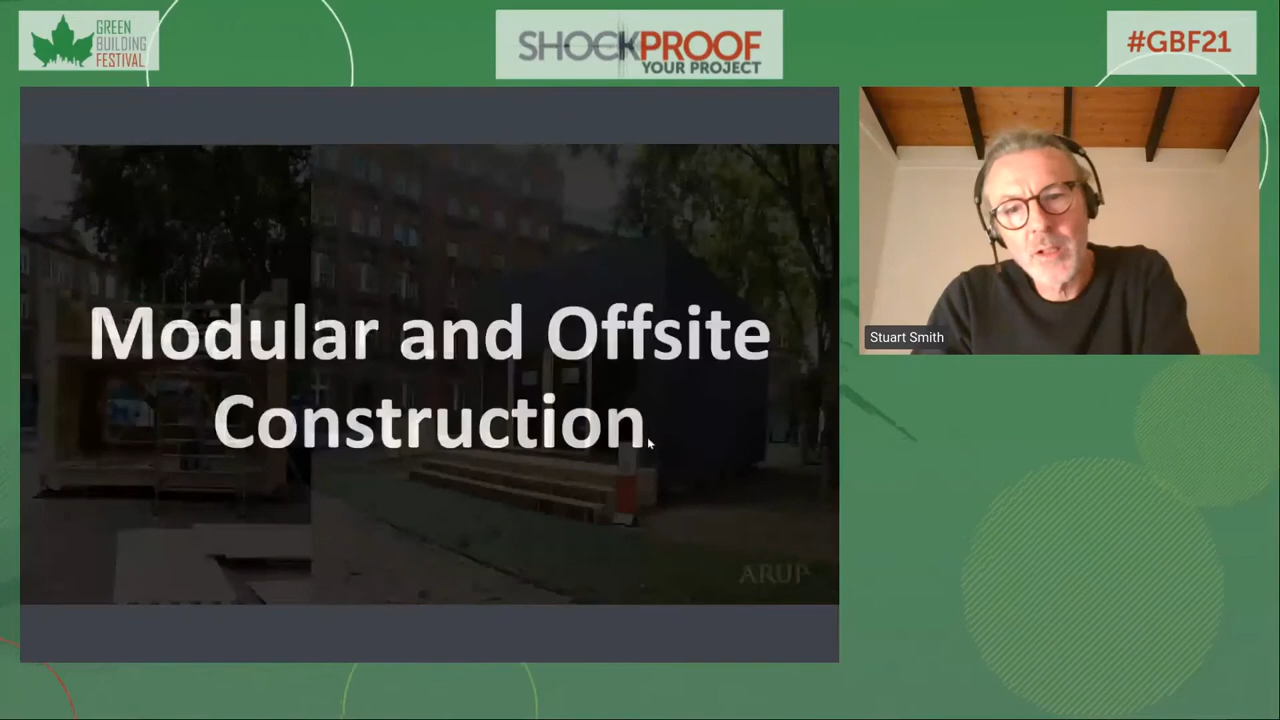 GREEN
BUILDING
FESTIVAL
SHOCKPROOF
YOUR PROJECT
#GBF21
Modular and Offsite
Construction
ARUP
Stuart Smith